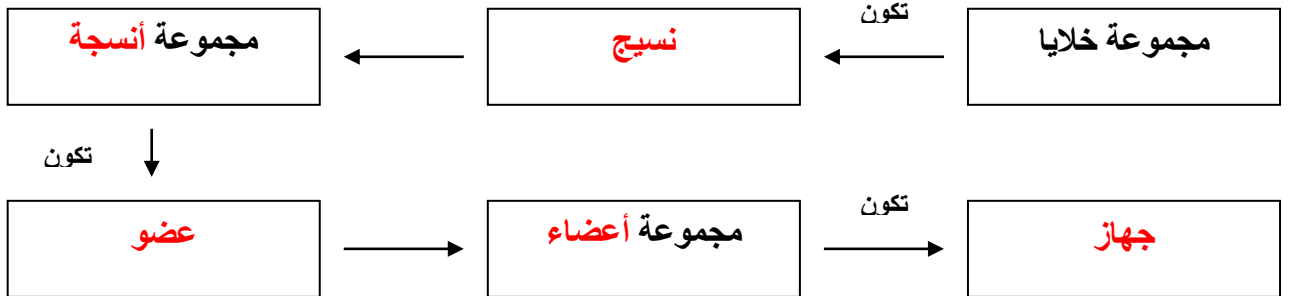 مجموعة خلايا
تكون
نسيج
مجموعة أنسجة
تكون
عضو
مجموعة أعضاء
تكون
جهاز